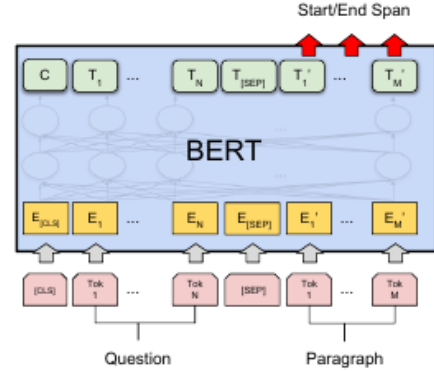 Start/End Span
C T1 ... TN T[SEP] T1' ... TM'
...
...
BERT
E[CLS] E1 ... EN E[SEP] E1' ... EM'
[CLS] Tok 1 ... Tok N [SEP] Tok 1 ... Tok M
Question Paragraph